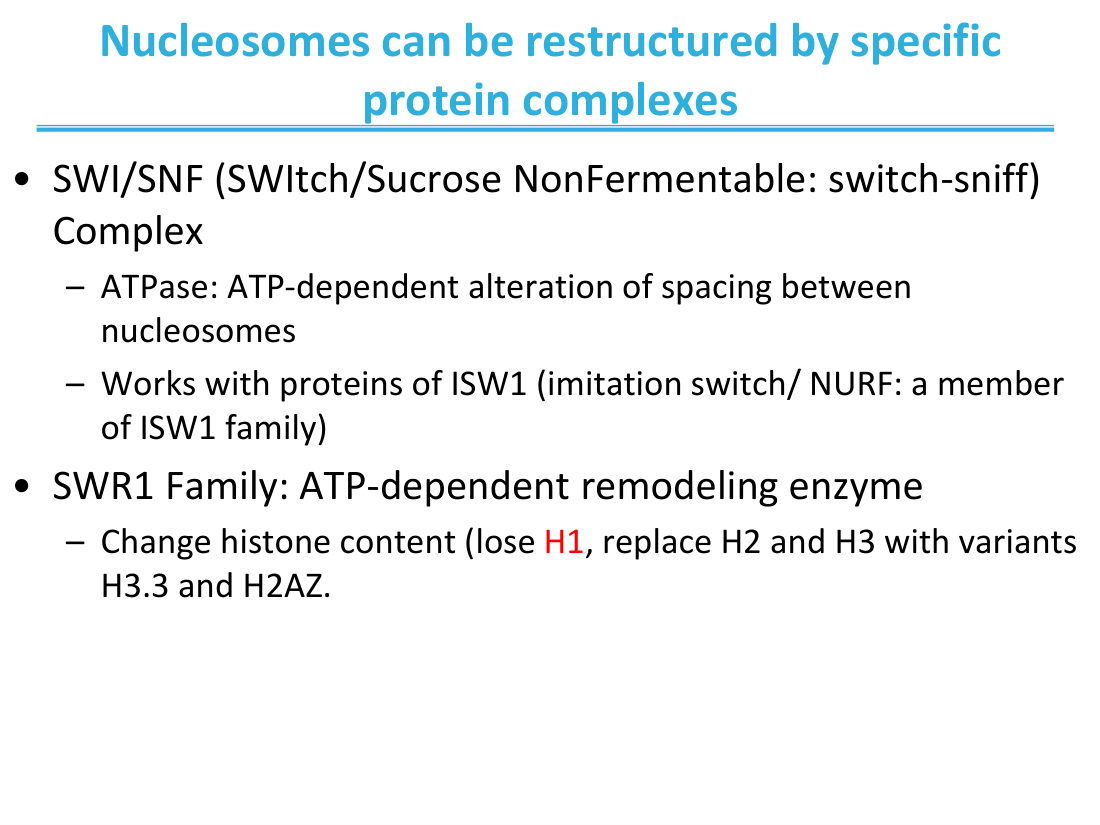 Nucleosomes can be restructured by specific
protein complexes
• SWI/SNF (SWItch/Sucrose NonFermentable: switch-sniff)
Complex
– ATPase: ATP-dependent alteration of spacing between
nucleosomes
– Works with proteins of ISW1 (imitation switch/ NURF: a member
of ISW1 family)
• SWR1 Family: ATP-dependent remodeling enzyme
– Change histone content (lose H1, replace H2 and H3 with variants
H3.3 and H2AZ.